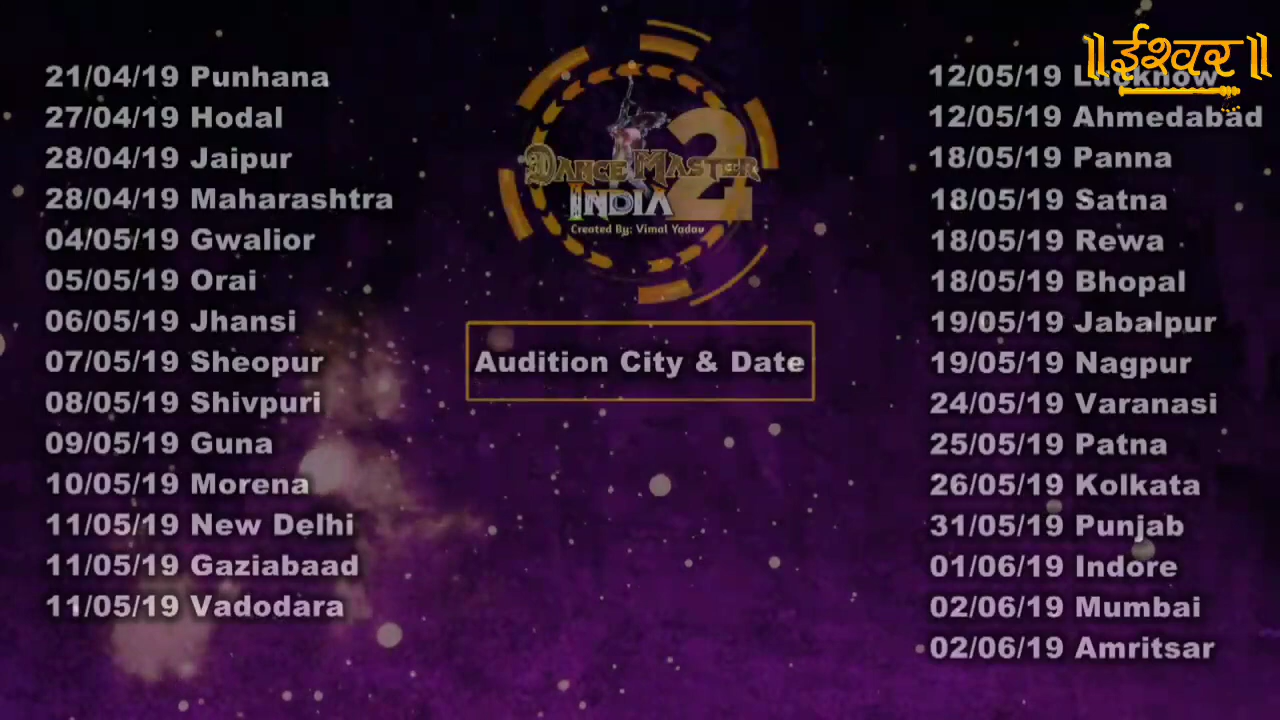 21/04/19 Punhana
27/04/19 Hodal
28/04/19 Jaipur
28/04/19 Maharashtra
04/05/19 Gwalior
05/05/19 Orai
06/05/19 Jhansi
07/05/19 Sheopur
08/05/19 Shivpuri
09/05/19 Guna
10/05/19 Morena
11/05/19 New Delhi
11/05/19 Gaziabaad
11/05/19 Vadodara
Dance Master
India 2
Created By: Vimal Yadav
Audition City & Date
॥ईश्वर॥
12/05/19 Lucknow
12/05/19 Ahmedabad
18/05/19 Panna
18/05/19 Satna
18/05/19 Rewa
18/05/19 Bhopal
19/05/19 Jabalpur
19/05/19 Nagpur
24/05/19 Varanasi
25/05/19 Patna
26/05/19 Kolkata
31/05/19 Punjab
01/06/19 Indore
02/06/19 Mumbai
02/06/19 Amritsar